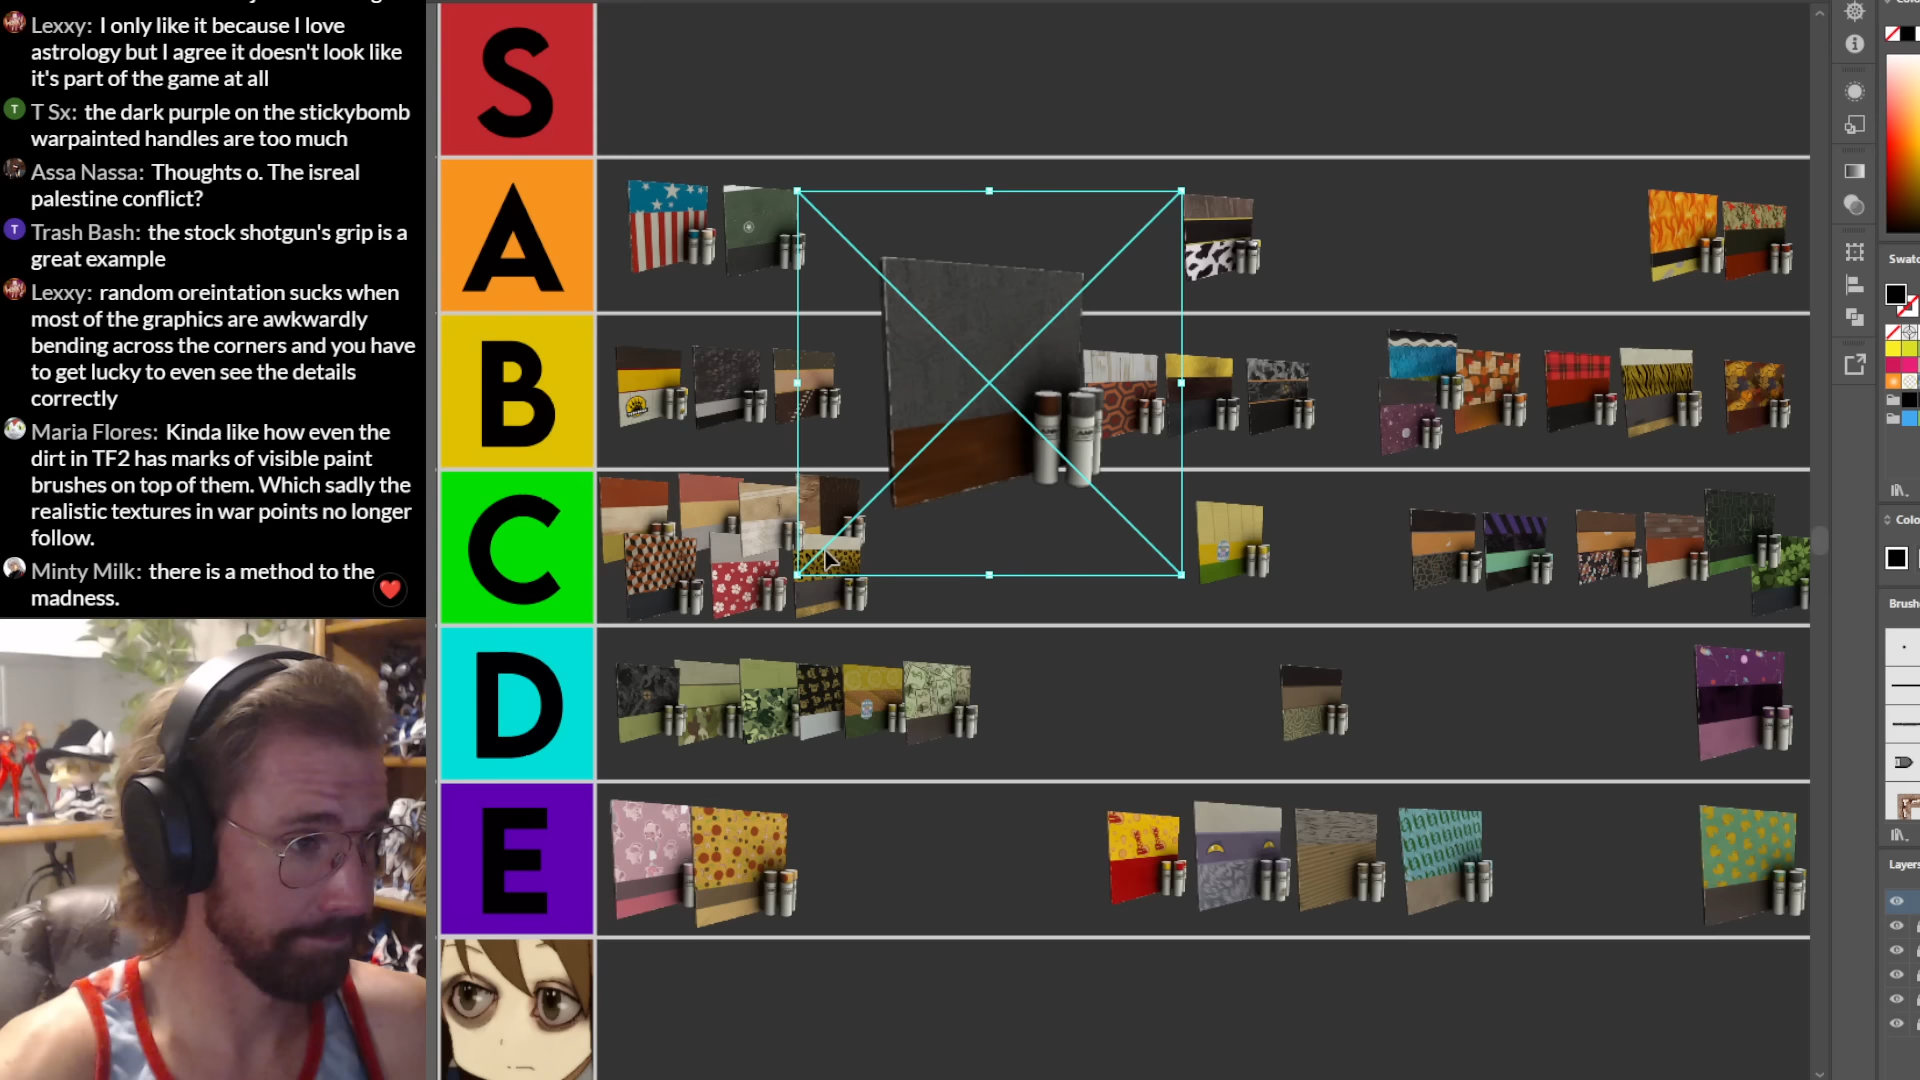 Lexxy: I only like it because I love
astrology but I agree it doesn't look like
it's part of the game at all
T T Sx: the dark purple on the stickybomb
warpainted handles are too much
Assa Nassa: Thoughts o. The isreal
palestine conflict?
T Trash Bash: the stock shotgun's grip is a
great example
Lexxy: random oreintation sucks when
most of the graphics are awkwardly
bending across the corners and you have
to get lucky to even see the details
correctly
Maria Flores: Kinda like how even the
dirt in TF2 has marks of visible paint
brushes on top of them. Which sadly the
realistic textures in war points no longer
follow.
Minty Milk: there is a method to the
madness.
S
A
B
C
D
E
Swatc
Colo
Brush
Layers